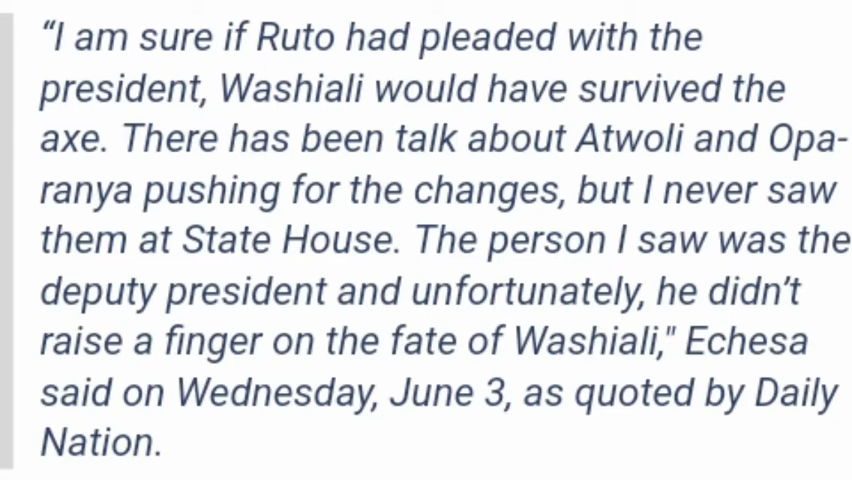 “I am sure if Ruto had pleaded with the
president, Washiali would have survived the
axe. There has been talk about Atwoli and Opa-
ranya pushing for the changes, but I never saw
them at State House. The person I saw was the
deputy president and unfortunately, he didn’t
raise a finger on the fate of Washiali," Echesa
said on Wednesday, June 3, as quoted by Daily
Nation.